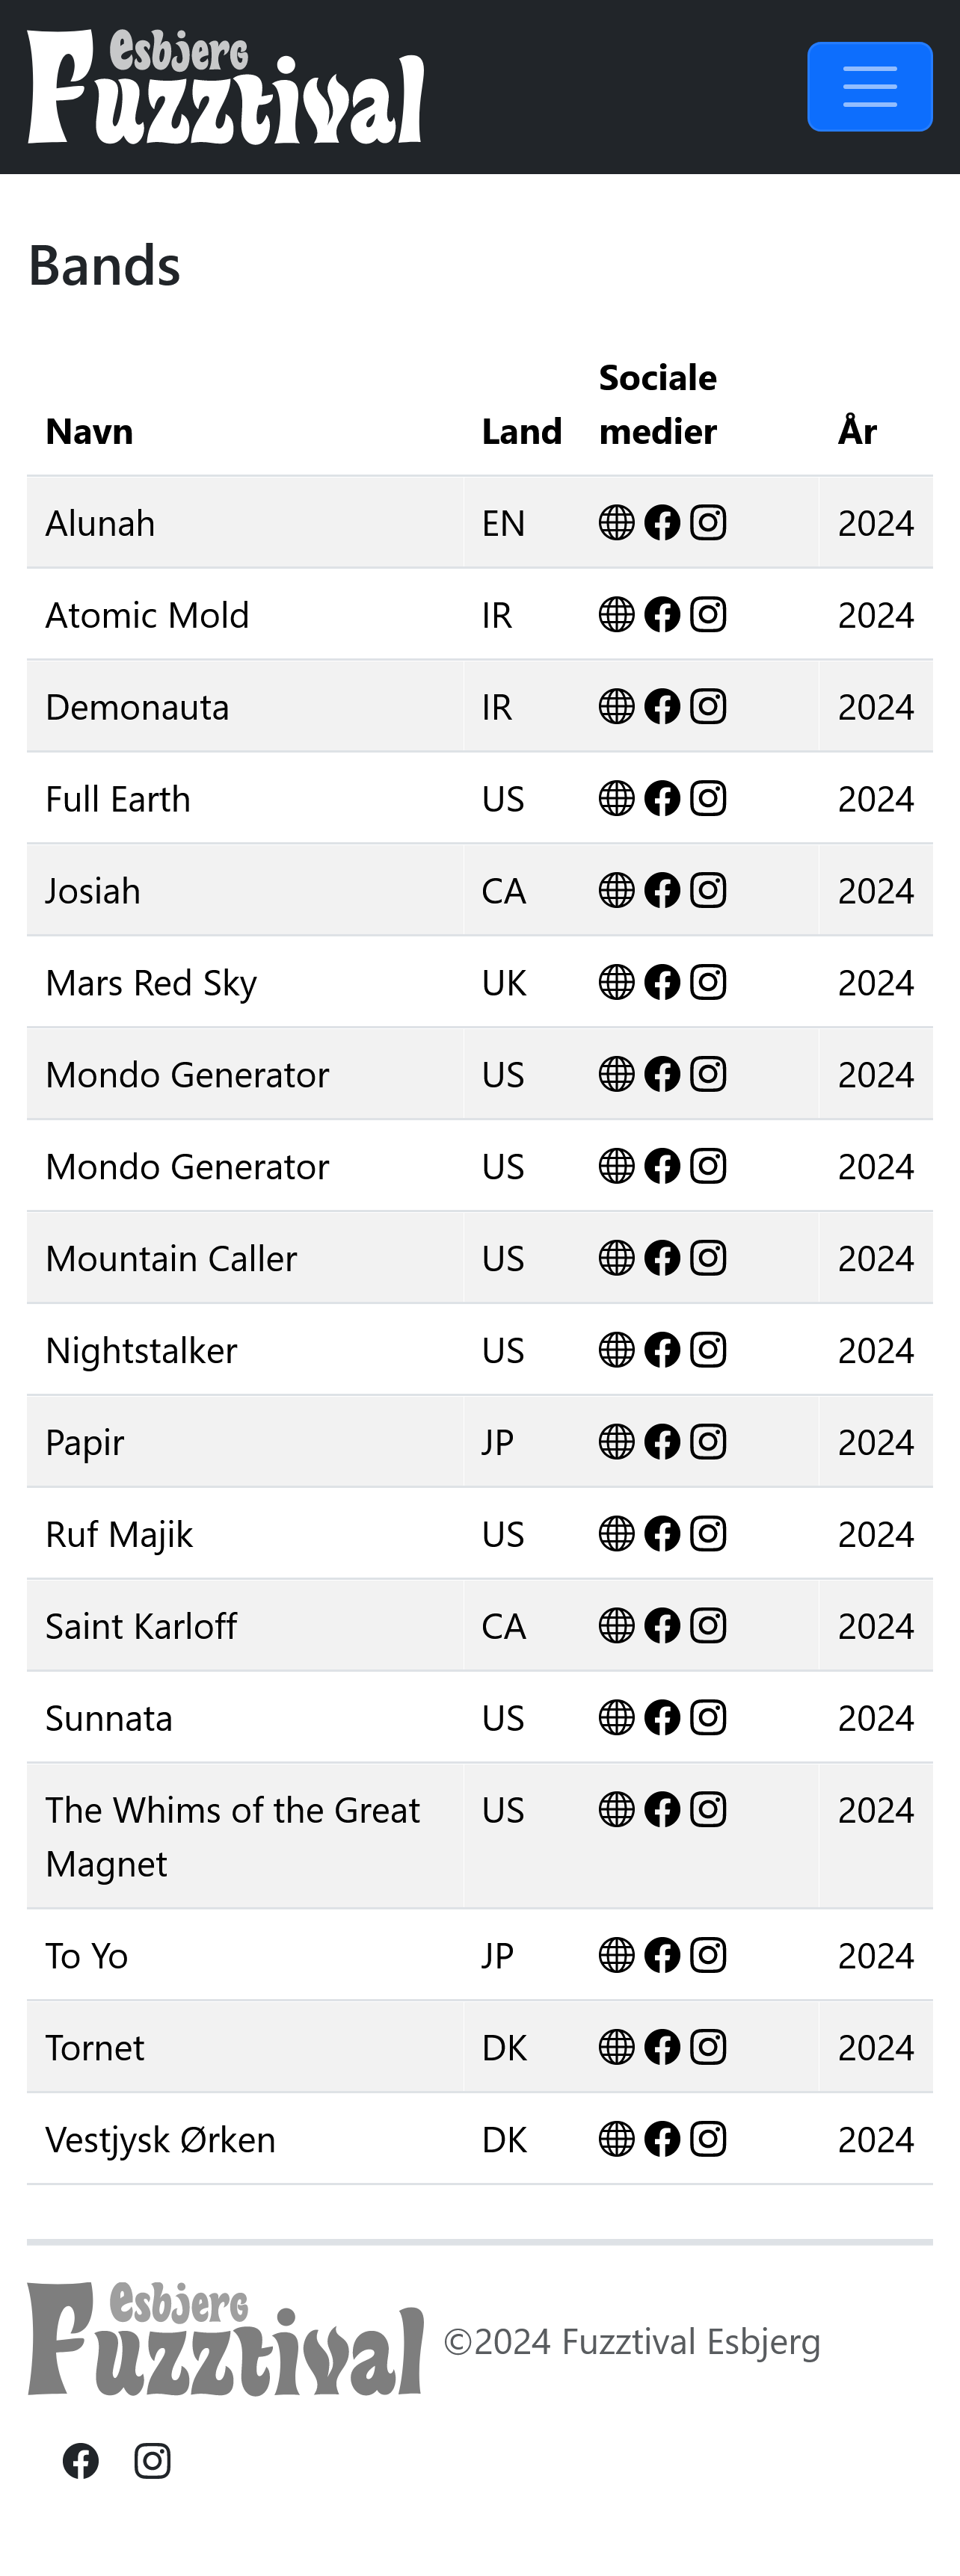 Esbjerg
Fuzztival
Bands
Navn Land Sociale medier År
Alunah EN 2024
Atomic Mold IR 2024
Demonauta IR 2024
Full Earth US 2024
Josiah CA 2024
Mars Red Sky UK 2024
Mondo Generator US 2024
Mondo Generator US 2024
Mountain Caller US 2024
Nightstalker US 2024
Papir JP 2024
Ruf Majik US 2024
Saint Karloff CA 2024
Sunnata US 2024
The Whims of the Great US 2024
Magnet
To Yo JP 2024
Tornet DK 2024
Vestjysk Ørken DK 2024
Esbjerg
Fuzztival ©2024 Fuzztival Esbjerg